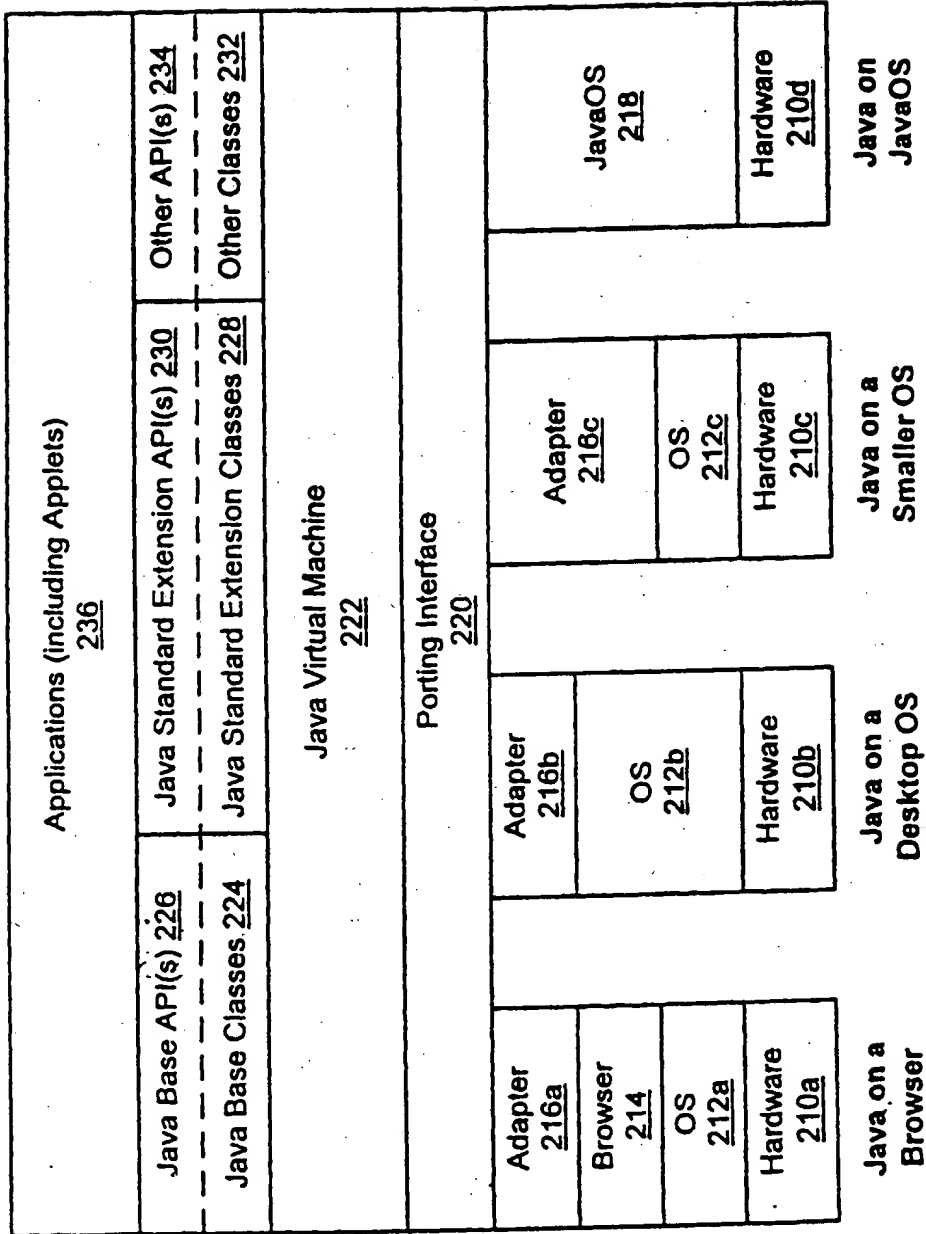 Applications (including Applets)
236
Java Base API(s) 226
Java Standard Extension API(s) 230
Other API(s) 234
Java Base Classes 224
Java Standard Extension Classes 228
Other Classes 232
Java Virtual Machine
222
Porting Interface
220
Adapter
216a
Browser
214
OS
212a
Hardware
210a
Java on a
Browser
Adapter
216b
OS
212b
Hardware
210b
Java on a
Desktop OS
Adapter
216c
OS
212c
Hardware
210c
Java on a
Smaller OS
JavaOS
218
Hardware
210d
Java on
JavaOS